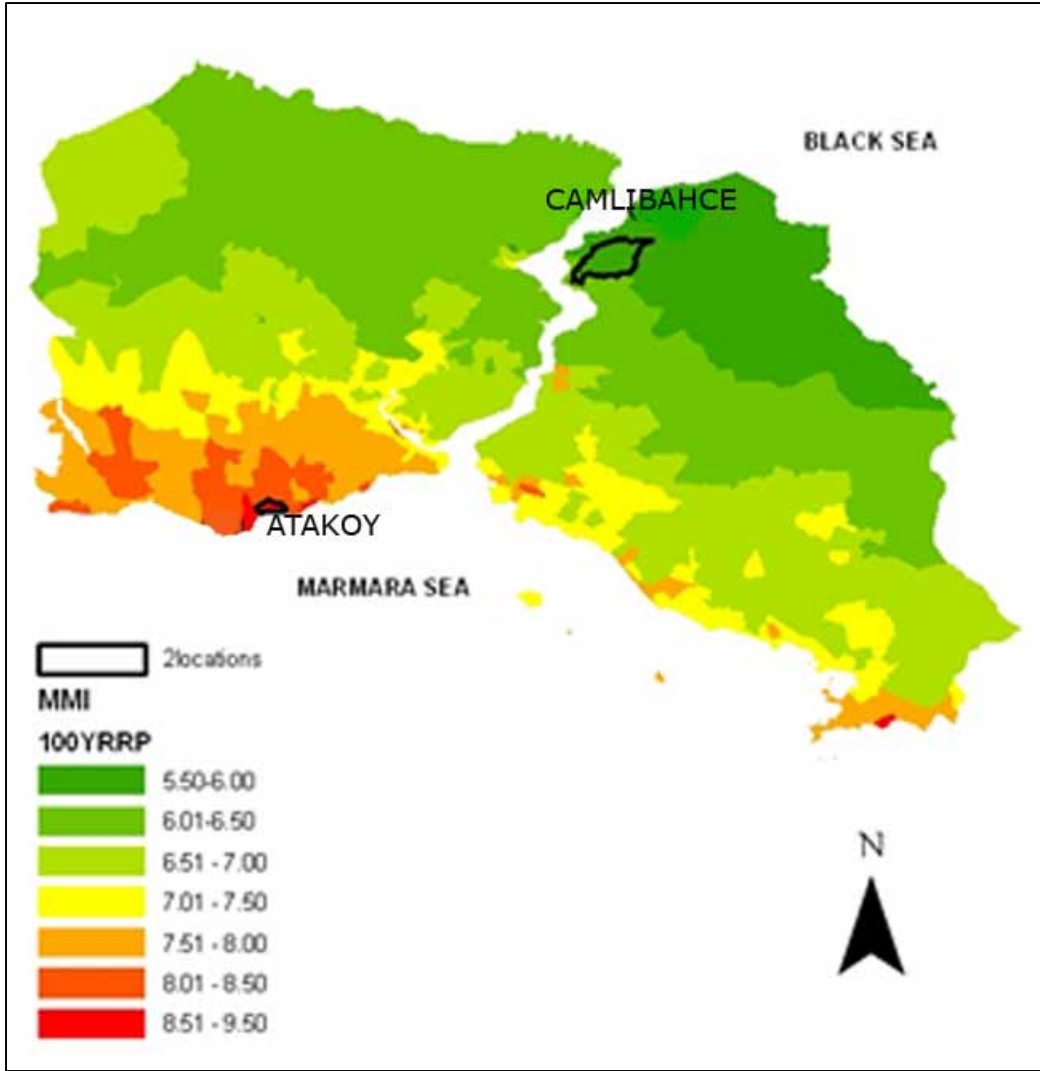 BLACK SEA
CAMLIBAHCE
ATAKOY
MARMARA SEA
2locations
MMI
100YRRP
5.50-6.00
6.01-6.50
6.51 - 7.00
7.01 - 7.50
7.51 - 8.00
8.01 - 8.50
8.51 - 9.50
N